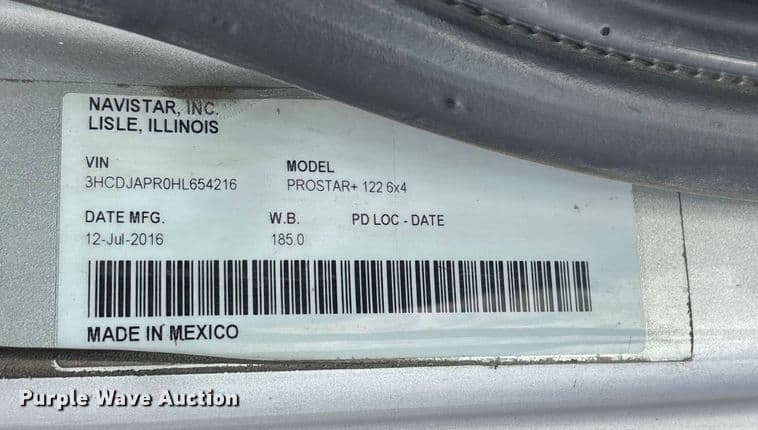 NAVISTAR, INC.
LISLE, ILLINOIS
VIN MODEL
3HCDJAPR0HL654216 PROSTAR+ 122 6x4
DATE MFG. W.B. PD LOC - DATE
12-Jul-2016 185.0
MADE IN MEXICO
Purple Wave Auction